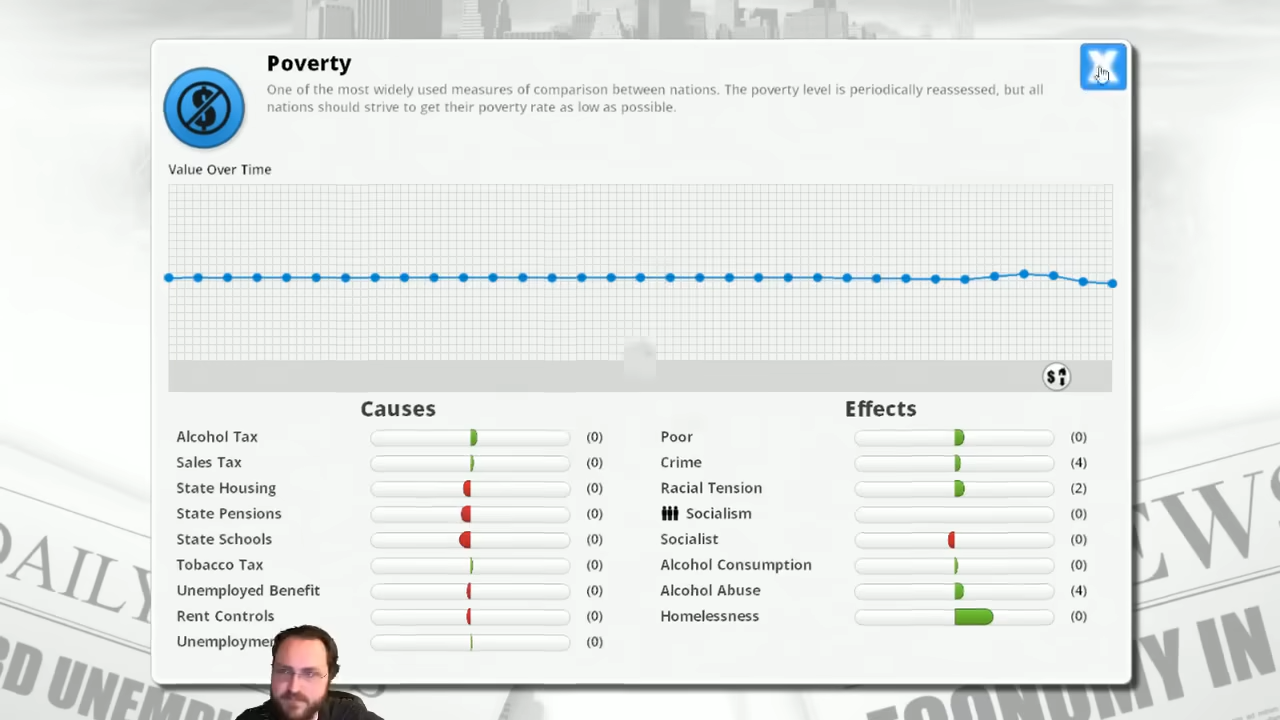 Poverty
One of the most widely used measures of comparison between nations. The poverty level is periodically reassessed, but all
nations should strive to get their poverty rate as low as possible.
Value Over Time
Causes
Alcohol Tax (0)
Sales Tax (0)
State Housing (0)
State Pensions (0)
State Schools (0)
Tobacco Tax (0)
Unemployed Benefit (0)
Rent Controls (0)
(0)
Effects
Poor (0)
Crime (4)
Racial Tension (2)
Socialism (0)
Socialist (0)
Alcohol Consumption (0)
Alcohol Abuse (4)
Homelessness (0)
DAILY
NEWS
ECONOMY IN